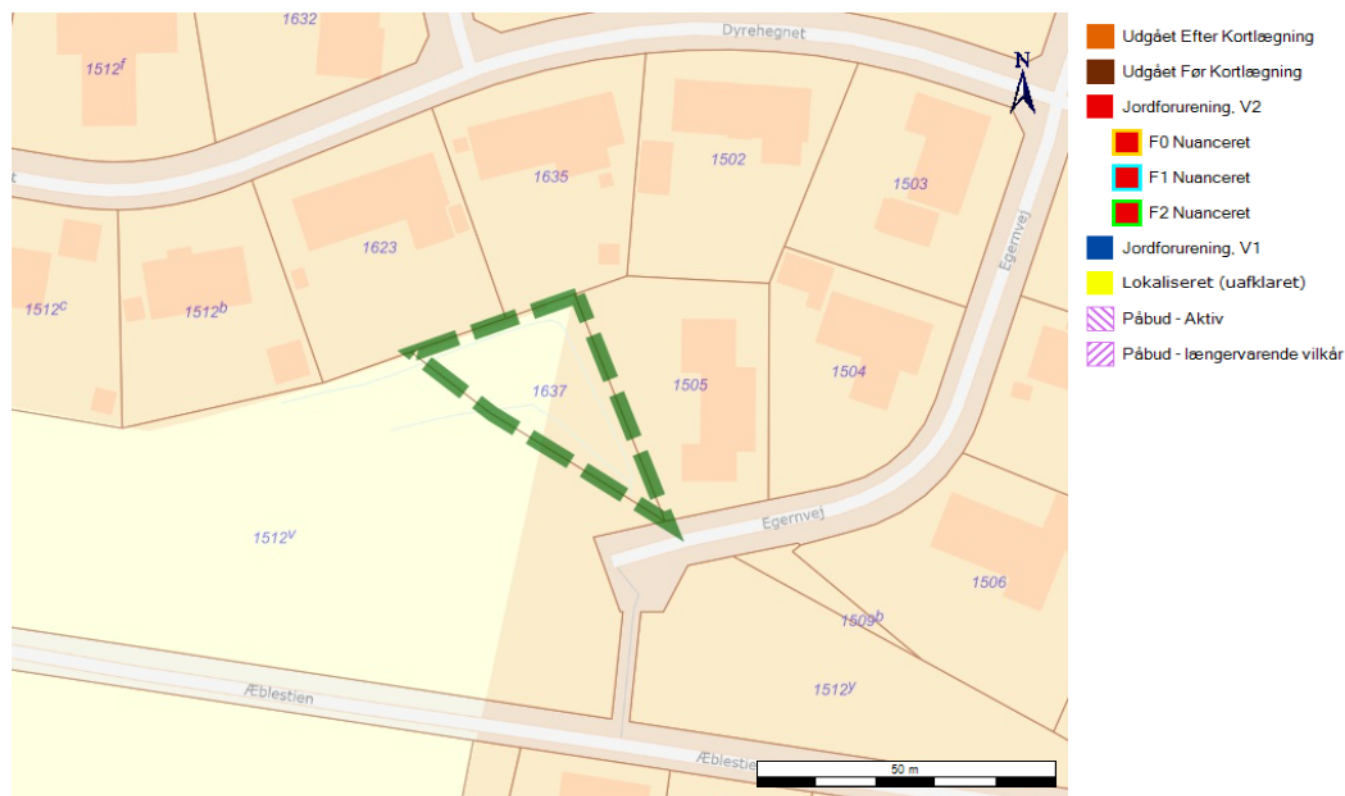 1632
Dyrehegnet
N
1512f
1502
1635
1503
1623
Egernvej
1512c
1512b
1637
1505
1504
Egernvej
1512v
1506
1509b
Æblestien
1512y
Æblestie
50 m
Udgået Efter Kortlægning
Udgået Før Kortlægning
Jordforurening, V2
F0 Nuanceret
F1 Nuanceret
F2 Nuanceret
Jordforurening, V1
Lokaliseret (uafklaret)
Påbud - Aktiv
Påbud - længervarende vilkår